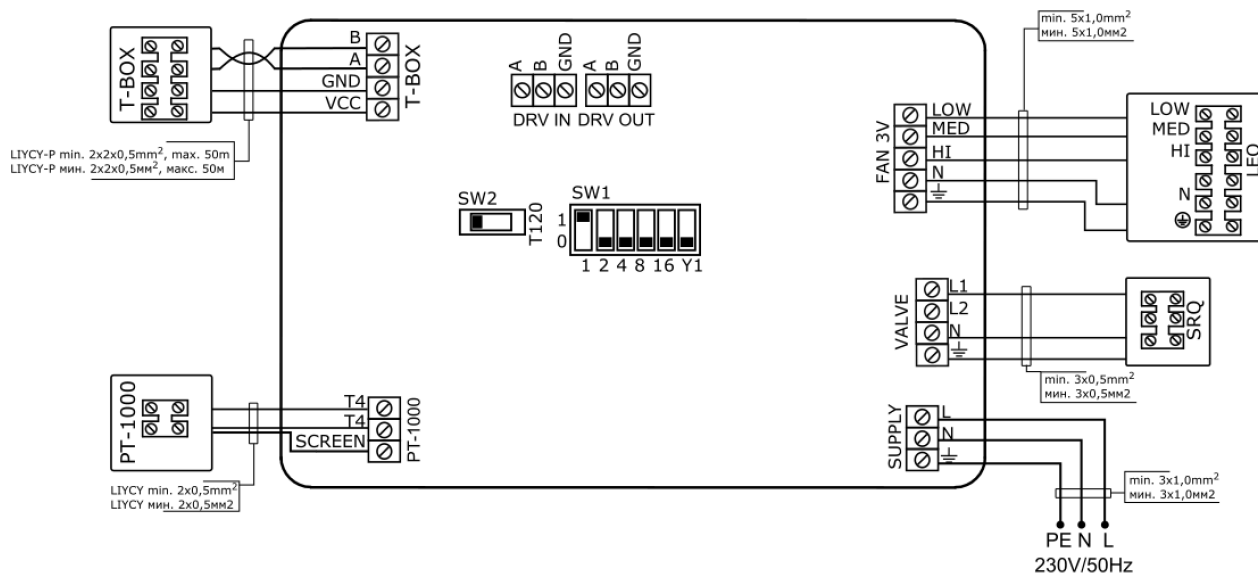 T-BOX
B
A
GND
VCC
T-BOX
LIYCY-P min. 2x2x0,5mm², max. 50m
LIYCY-P мин. 2x2x0,5мм², макс. 50м
A
B
GND
A
B
GND
DRV IN DRV OUT
SW2
T120
SW1
1
0
1 2 4 8 16 Y1
min. 5x1,0mm²
мин. 5x1,0мм2
FAN 3V
LOW
MED
HI
N
LOW
MED
HI
N
LEO
VALVE
L1
L2
N
SRQ
min. 3x0,5mm²
мин. 3x0,5мм2
PT-1000
T4
T4
SCREEN
PT-1000
LIYCY min. 2x0,5mm²
LIYCY мин. 2x0,5мм2
SUPPLY
L
N
min. 3x1,0mm²
мин. 3x1,0мм2
PE N L
230V/50Hz